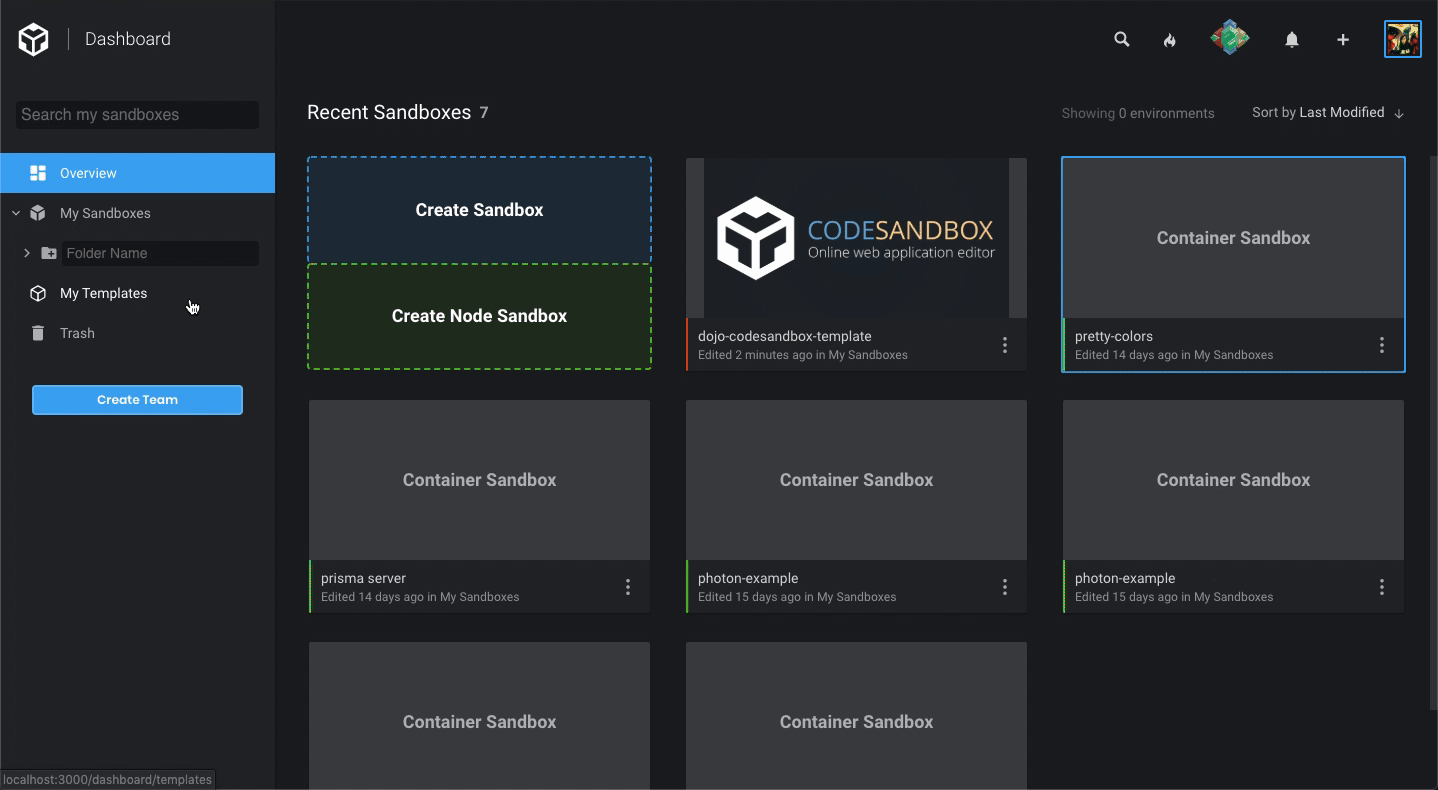 Dashboard
Search my sandboxes
Overview
My Sandboxes
Folder Name
My Templates
Trash
Create Team
Recent Sandboxes 7
Showing 0 environments
Sort by Last Modified
Create Sandbox
Create Node Sandbox
CODESANDBOX
Online web application editor
dojo-codesandbox-template
Edited 2 minutes ago in My Sandboxes
Container Sandbox
pretty-colors
Edited 14 days ago in My Sandboxes
Container Sandbox
prisma server
Edited 14 days ago in My Sandboxes
Container Sandbox
photon-example
Edited 15 days ago in My Sandboxes
Container Sandbox
photon-example
Edited 15 days ago in My Sandboxes
Container Sandbox
Container Sandbox
localhost:3000/dashboard/templates